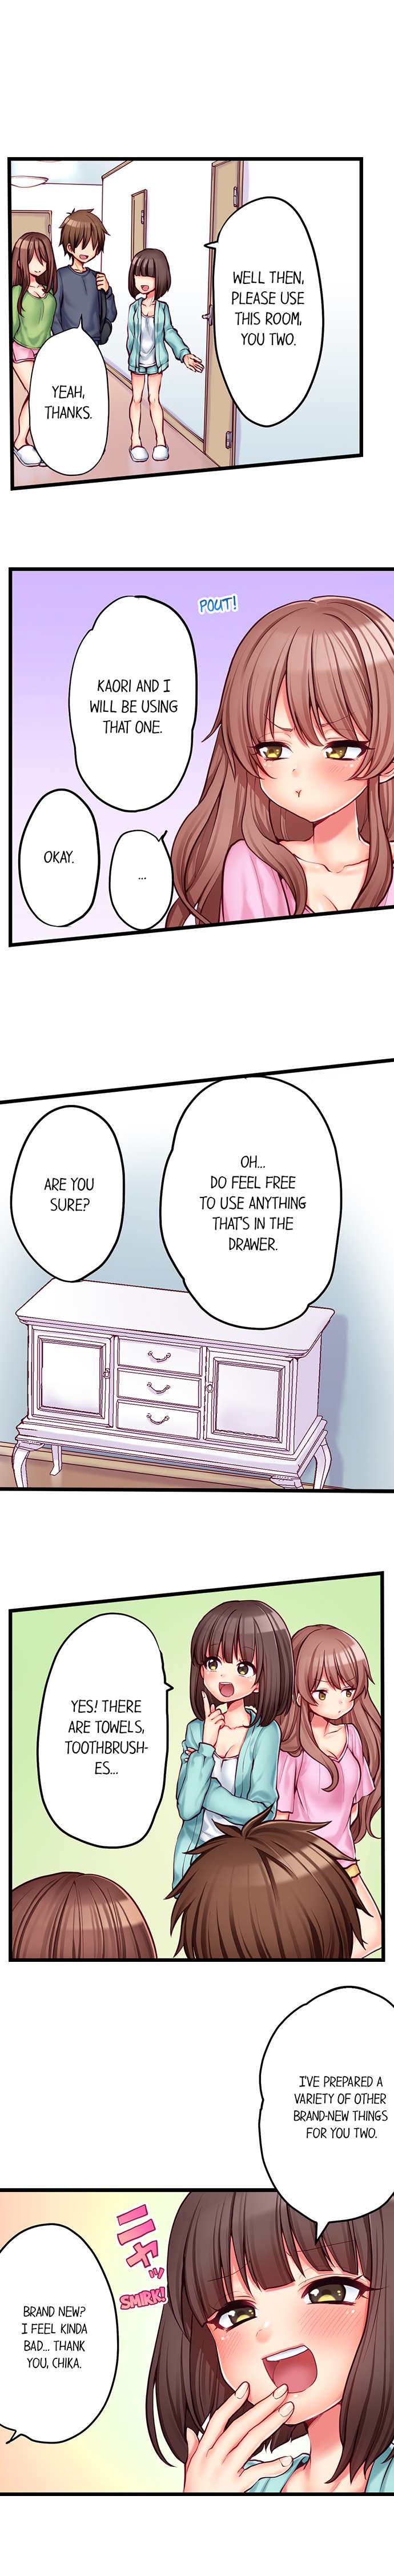 WELL THEN,
PLEASE USE
THIS ROOM,
YOU TWO.
YEAH,
THANKS.
POUT!
KAORI AND I
WILL BE USING
THAT ONE.
...
OKAY.
OH...
DO FEEL FREE
TO USE ANYTHING
THAT'S IN THE
DRAWER.
ARE YOU
SURE?
YES! THERE
ARE TOWELS,
TOOTHBRUSH-
ES...
I'VE PREPARED A
VARIETY OF OTHER
BRAND-NEW THINGS
FOR YOU TWO.
ニヤッ
SMIRK!
BRAND NEW?
I FEEL KINDA
BAD... THANK
YOU, CHIKA.